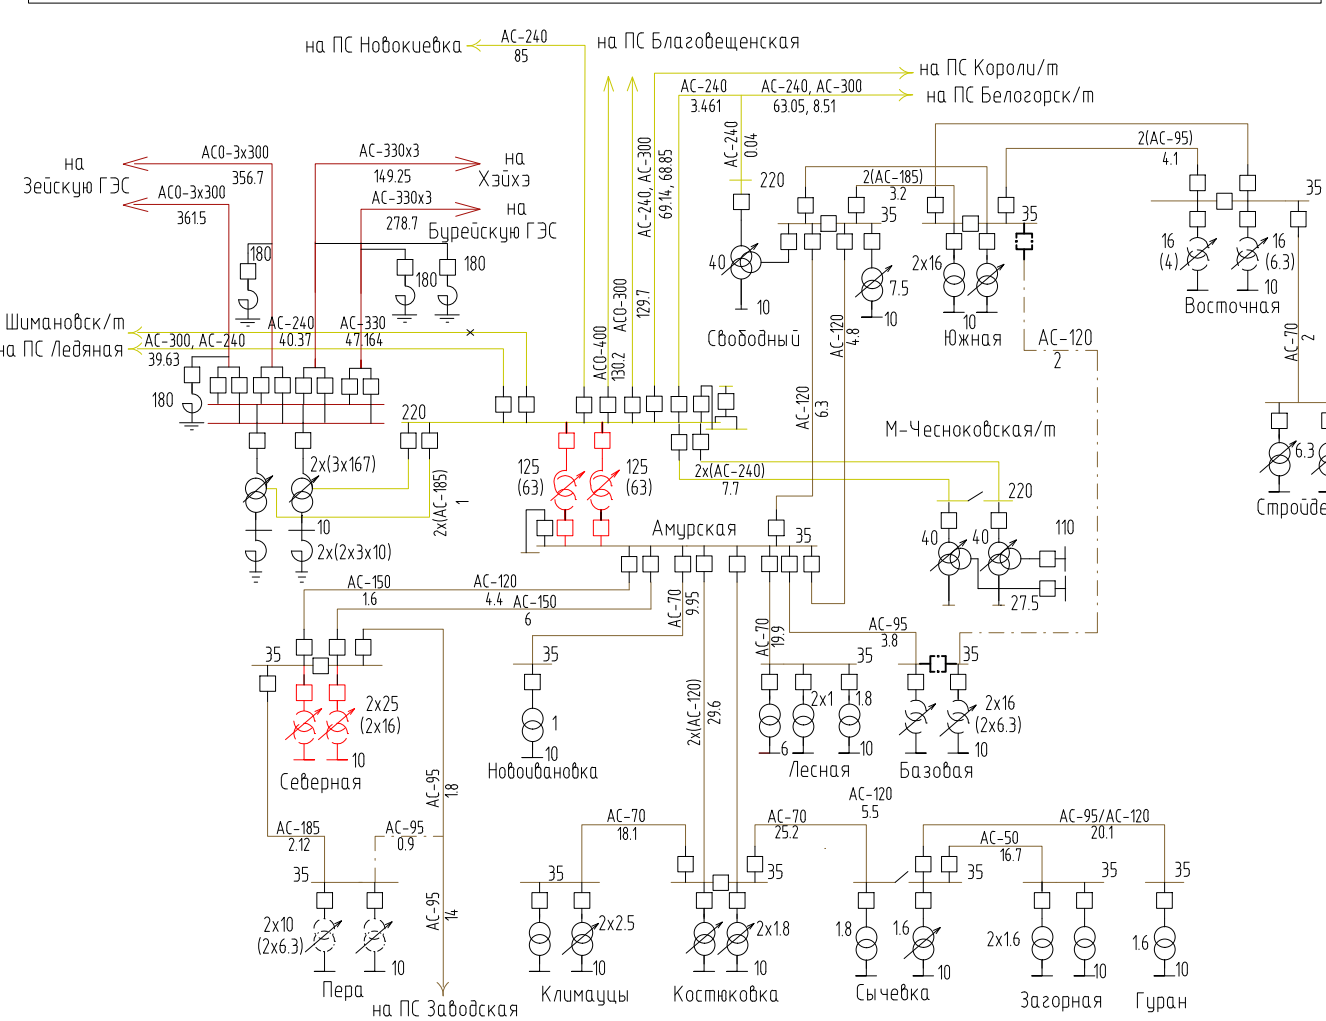 на ПС Новокиевка
АС-240
85
на ПС Благовещенская
на ПС Короли/т
АС-240
3.461
АС-240, АС-300
63.05, 8.51
на ПС Белогорск/т
на
Зейскую ГЭС
АСО-3х300
356.7
АСО-3х300
361.5
АС-330х3
149.25
на
Хэйхэ
АС-330х3
278.7
на
Бурейскую ГЭС
АС-240, АС-300
69.14, 68.85
АС-240
0.04
220
2(АС-185)
3.2
35
35
2(АС-95)
4.1
35
180
180
180
40
10
Свободный
7.5
10
2х16
10
Южная
16
(4)
16
(6.3)
10
Восточная
АС-70
2
Шимановск/т
на ПС Ледяная
АС-300, АС-240
39.63
АС-240
40.37
АС-330
47.164
АСО-400
130.2
АСО-300
129.7
АС-120
6.3
АС-120
4.8
АС-120
2
180
220
2х(3х167)
10
2х(2х3х10)
2х(АС-185)
1
125
(63)
125
(63)
2х(АС-240)
7.7
М-Чесноковская/т
220
40
40
110
27.5
6.3
Стройде
Амурская
35
АС-150
1.6
АС-120
4.4
АС-150
6
АС-70
9.95
АС-70
19.9
АС-95
3.8
35
2х25
(2х16)
10
Северная
35
1
10
Новоивановка
2х(АС-120)
29.6
35
2х1
1.8
6
10
Лесная
35
2х16
(2х6.3)
10
Базовая
АС-95
1.8
АС-185
2.12
АС-95
0.9
АС-95
14
35
2х10
(2х6.3)
10
Пера
на ПС Заводская
АС-70
18.1
35
2х2.5
10
Климауцы
АС-70
25.2
35
2х1.8
10
Костюковка
АС-120
5.5
35
1.8
1.6
10
Сычевка
АС-50
16.7
АС-95/АС-120
20.1
35
2х1.6
10
Загорная
35
1.6
10
Гуран